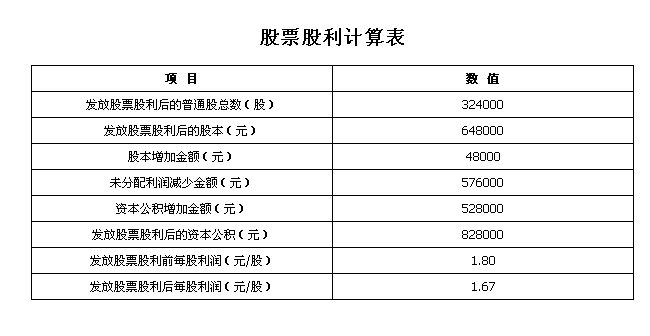 股票股利计算表
项 目 数 值
发放股票股利后的普通股总数（股） 324000
发放股票股利后的股本（元） 648000
股本增加金额（元） 48000
未分配利润减少金额（元） 576000
资本公积增加金额（元） 528000
发放股票股利后的资本公积（元） 828000
发放股票股利前每股利润（元/股） 1.80
发放股票股利后每股利润（元/股） 1.67